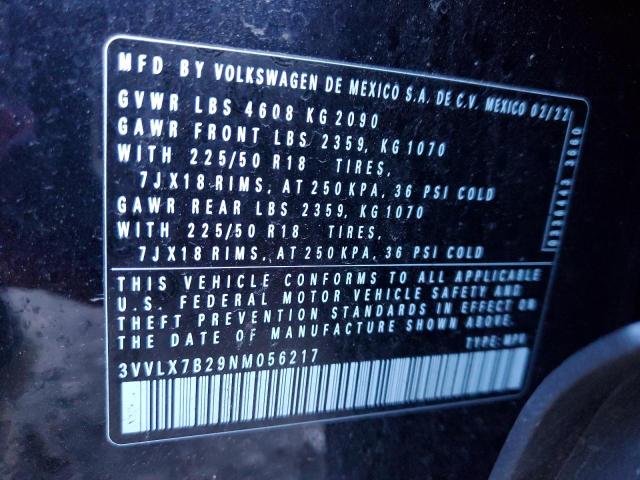 MFD BY VOLKSWAGEN DE MEXICO S.A. DE C.V. MEXICO 02/22
GVWR LBS 4608 KG 2090
GAWR FRONT LBS 2359, KG 1070
WITH 225/50 R18 TIRES,
7JX18 RIMS, AT 250 KPA, 36 PSI COLD
GAWR REAR LBS 2359, KG 1070
WITH 225/50 R18 TIRES,
7JX18 RIMS, AT 250 KPA, 36 PSI COLD
THIS VEHICLE CONFORMS TO ALL APPLICABLE
U.S. FEDERAL MOTOR VEHICLE SAFETY AND
THEFT PREVENTION STANDARDS IN EFFECT ON
THE DATE OF MANUFACTURE SHOWN ABOVE.
3VVLX7B29NM056217 TYPE: MPV